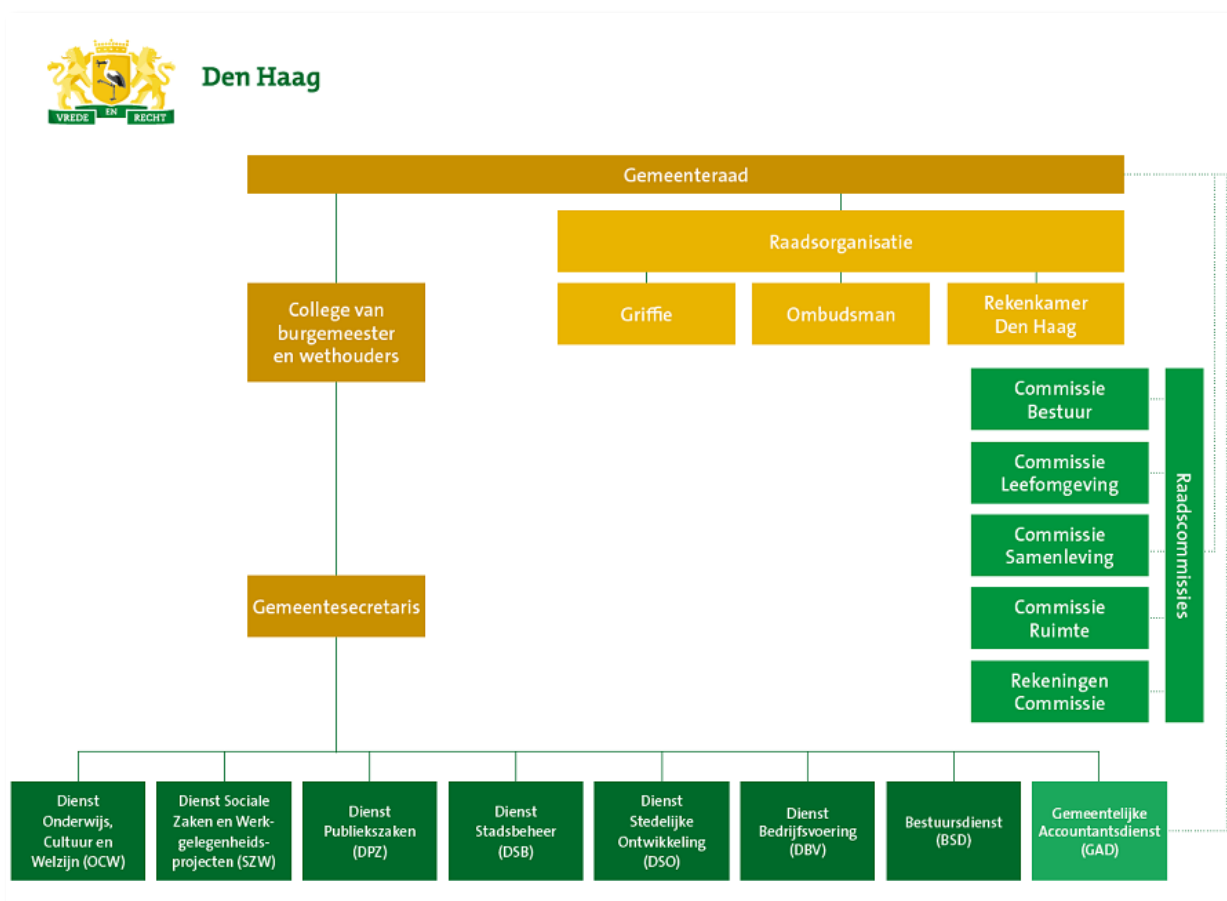 Den Haag
VREDE EN RECHT
Gemeenteraad
Raadsorganisatie
College van
burgemeester
en wethouders
Griffie
Ombudsman
Rekenkamer
Den Haag
Commissie
Bestuur
Commissie
Leefomgeving
Commissie
Samenleving
Commissie
Ruimte
Rekeningen
Commissie
Raadscommissies
Gemeentesecretaris
Dienst
Onderwijs,
Cultuur en
Welzijn (OCW)
Dienst Sociale
Zaken en Werk-
gelegenheids-
projecten (SZW)
Dienst
Publiekszaken
(DPZ)
Dienst
Stadsbeheer
(DSB)
Dienst
Stedelijke
Ontwikkeling
(DSO)
Dienst
Bedrijfsvoering
(DBV)
Bestuursdienst
(BSD)
Gemeentelijke
Accountantsdienst
(GAD)